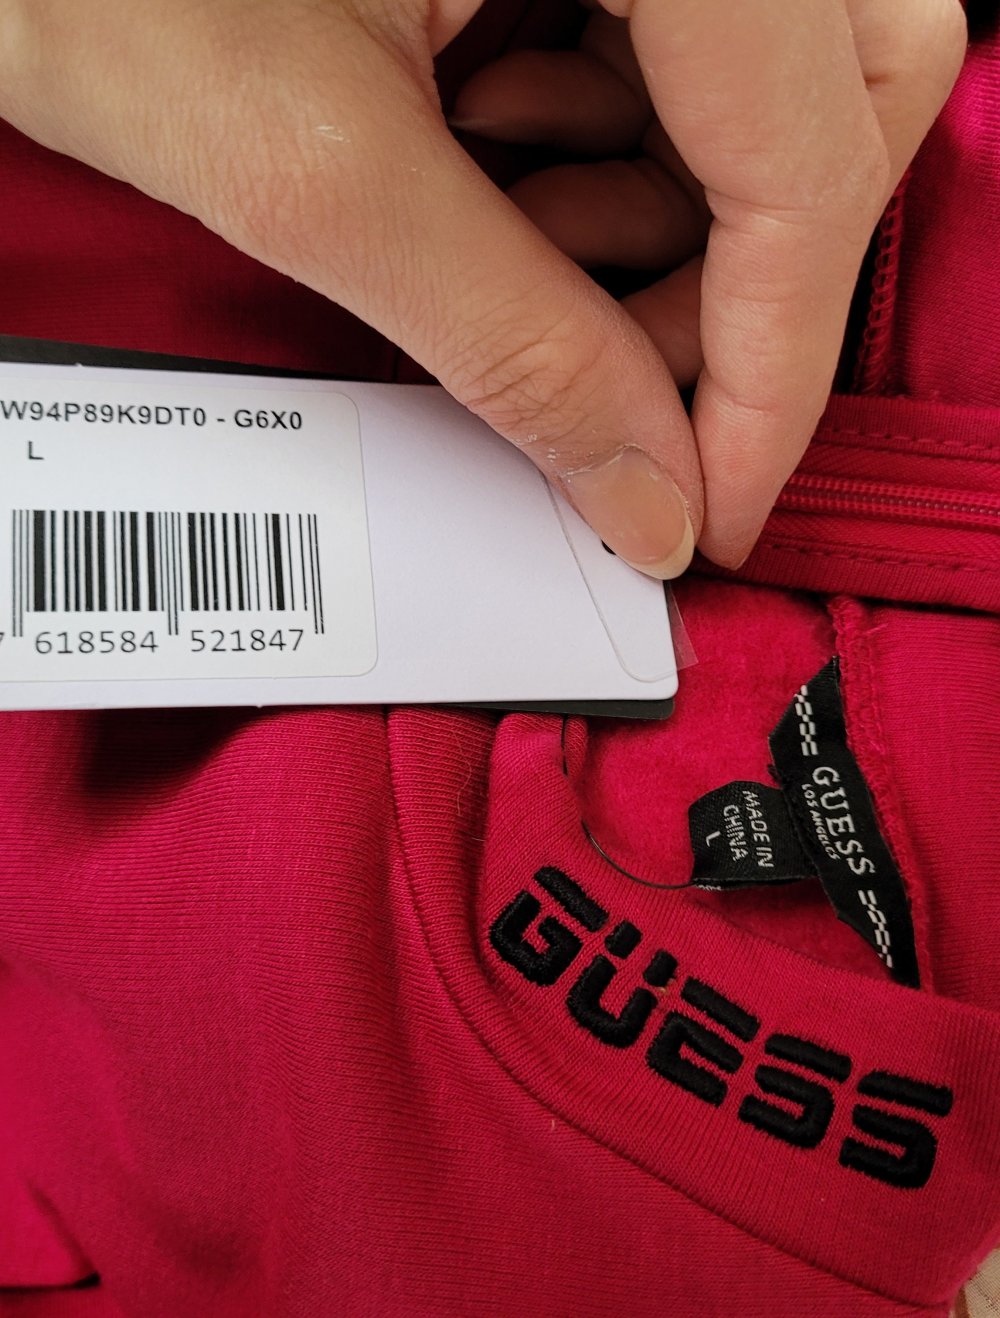 W94P89K9DT0 - G6X0
L
7 618584 521847
GUESS
LOS ANGELES
MADE IN
CHINA
L
GUESS